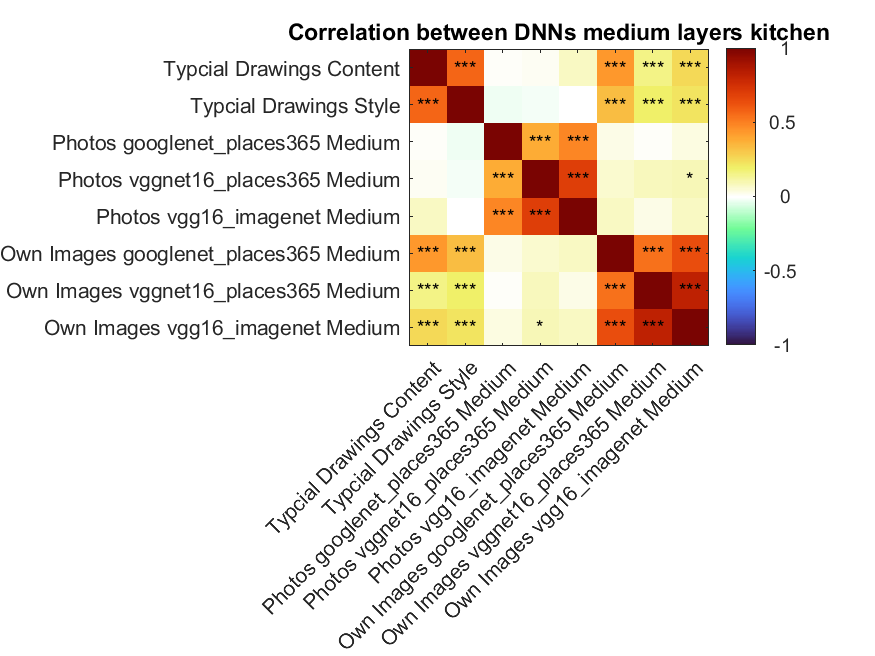 Correlation between DNNs medium layers kitchen
Typcial Drawings Content
Typcial Drawings Style
Photos googlenet_places365 Medium
Photos vggnet16_places365 Medium
Photos vgg16_imagenet Medium
Own Images googlenet_places365 Medium
Own Images vggnet16_places365 Medium
Own Images vgg16_imagenet Medium
*** *** *** ***
*** *** *** ***
*** ***
*** *** *
*** ***
*** *** *** ***
*** *** *** ***
*** *** * *** ***
1
0.5
0
-0.5
-1
Typcial Drawings Content
Typcial Drawings Style
Photos googlenet_places365 Medium
Photos vggnet16_places365 Medium
Photos vgg16_imagenet Medium
Own Images googlenet_places365 Medium
Own Images vggnet16_places365 Medium
Own Images vgg16_imagenet Medium